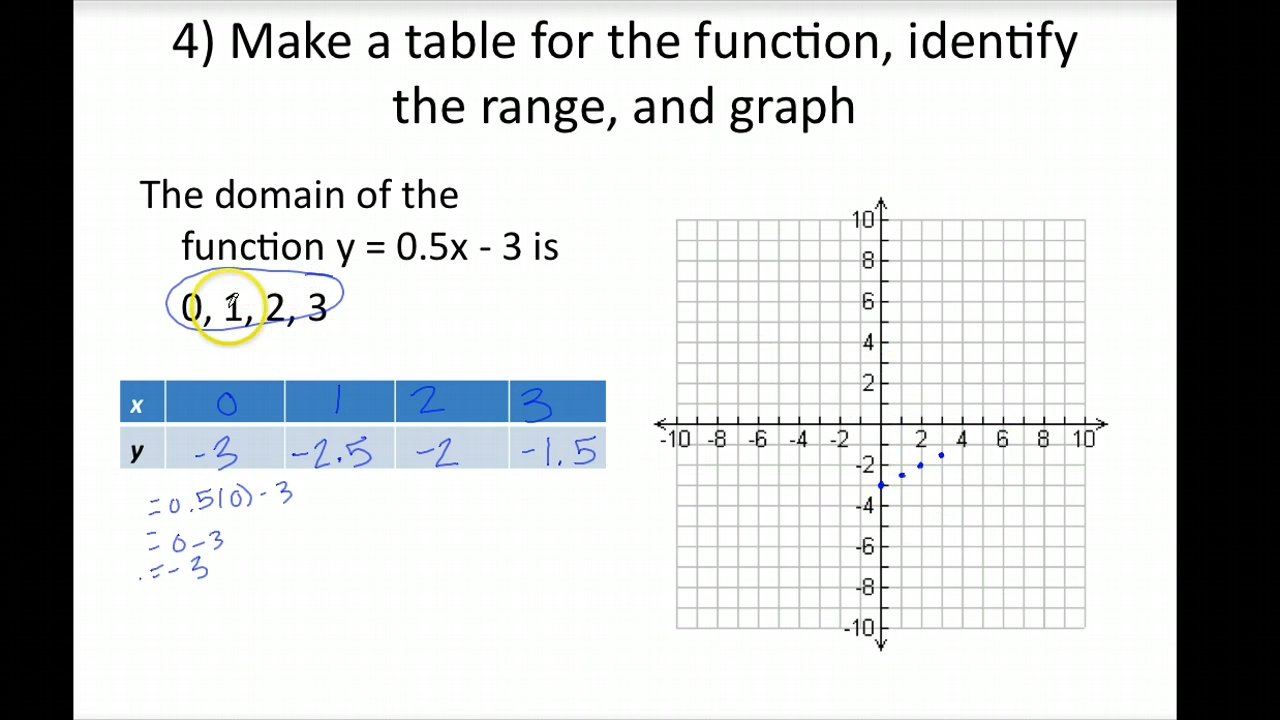 4) Make a table for the function, identify
the range, and graph
The domain of the
function y = 0.5x - 3 is
0, 1, 2, 3
x 0 1 2 3
y -3 -2.5 -2 -1.5
= 0.5(0) - 3
= 0 - 3
= - 3
10
8
6
4
2
-10 -8 -6 -4 -2 2 4 6 8 10
-2
-4
-6
-8
-10